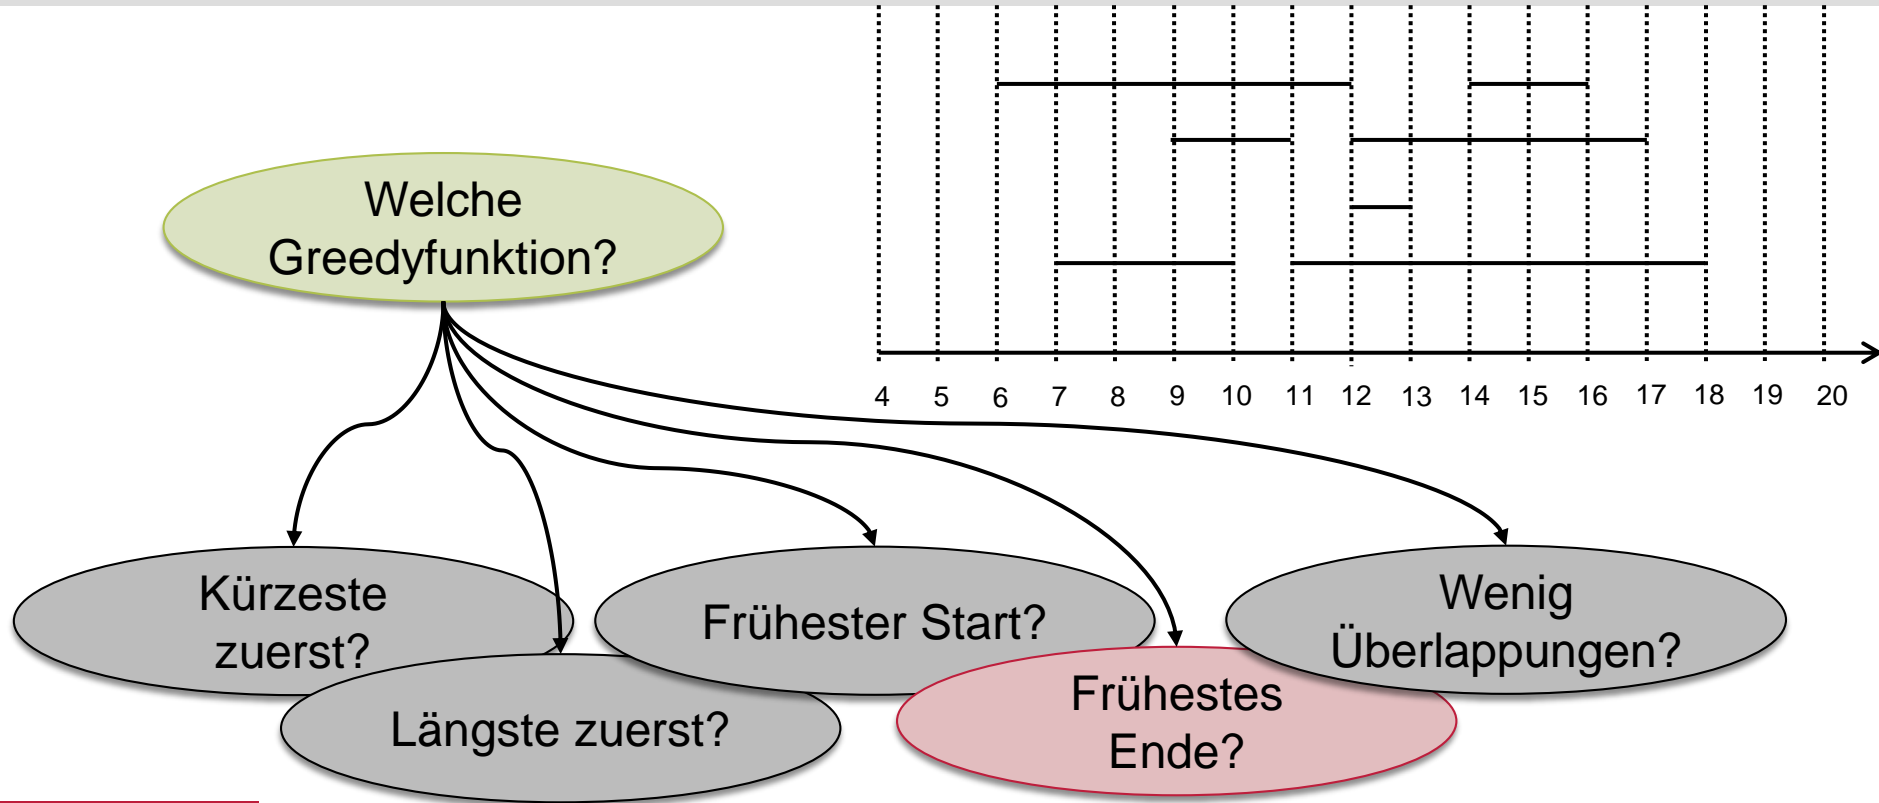 4 5 6 7 8 9 10 11 12 13 14 15 16 17 18 19 20
Welche
Greedyfunktion?
Kürzeste
zuerst?
Längste zuerst?
Frühester Start?
Frühestes
Ende?
Wenig
Überlappungen?